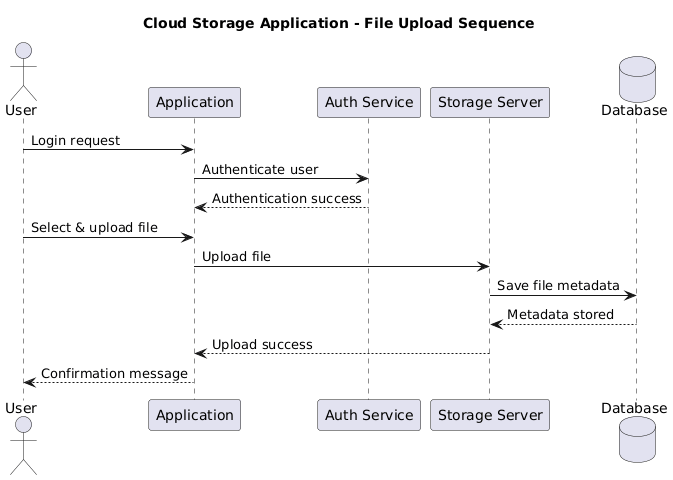 Cloud Storage Application - File Upload Sequence
User
Application
Auth Service
Storage Server
Database
Login request
Authenticate user
Authentication success
Select & upload file
Upload file
Save file metadata
Metadata stored
Upload success
Confirmation message
User
Application
Auth Service
Storage Server
Database